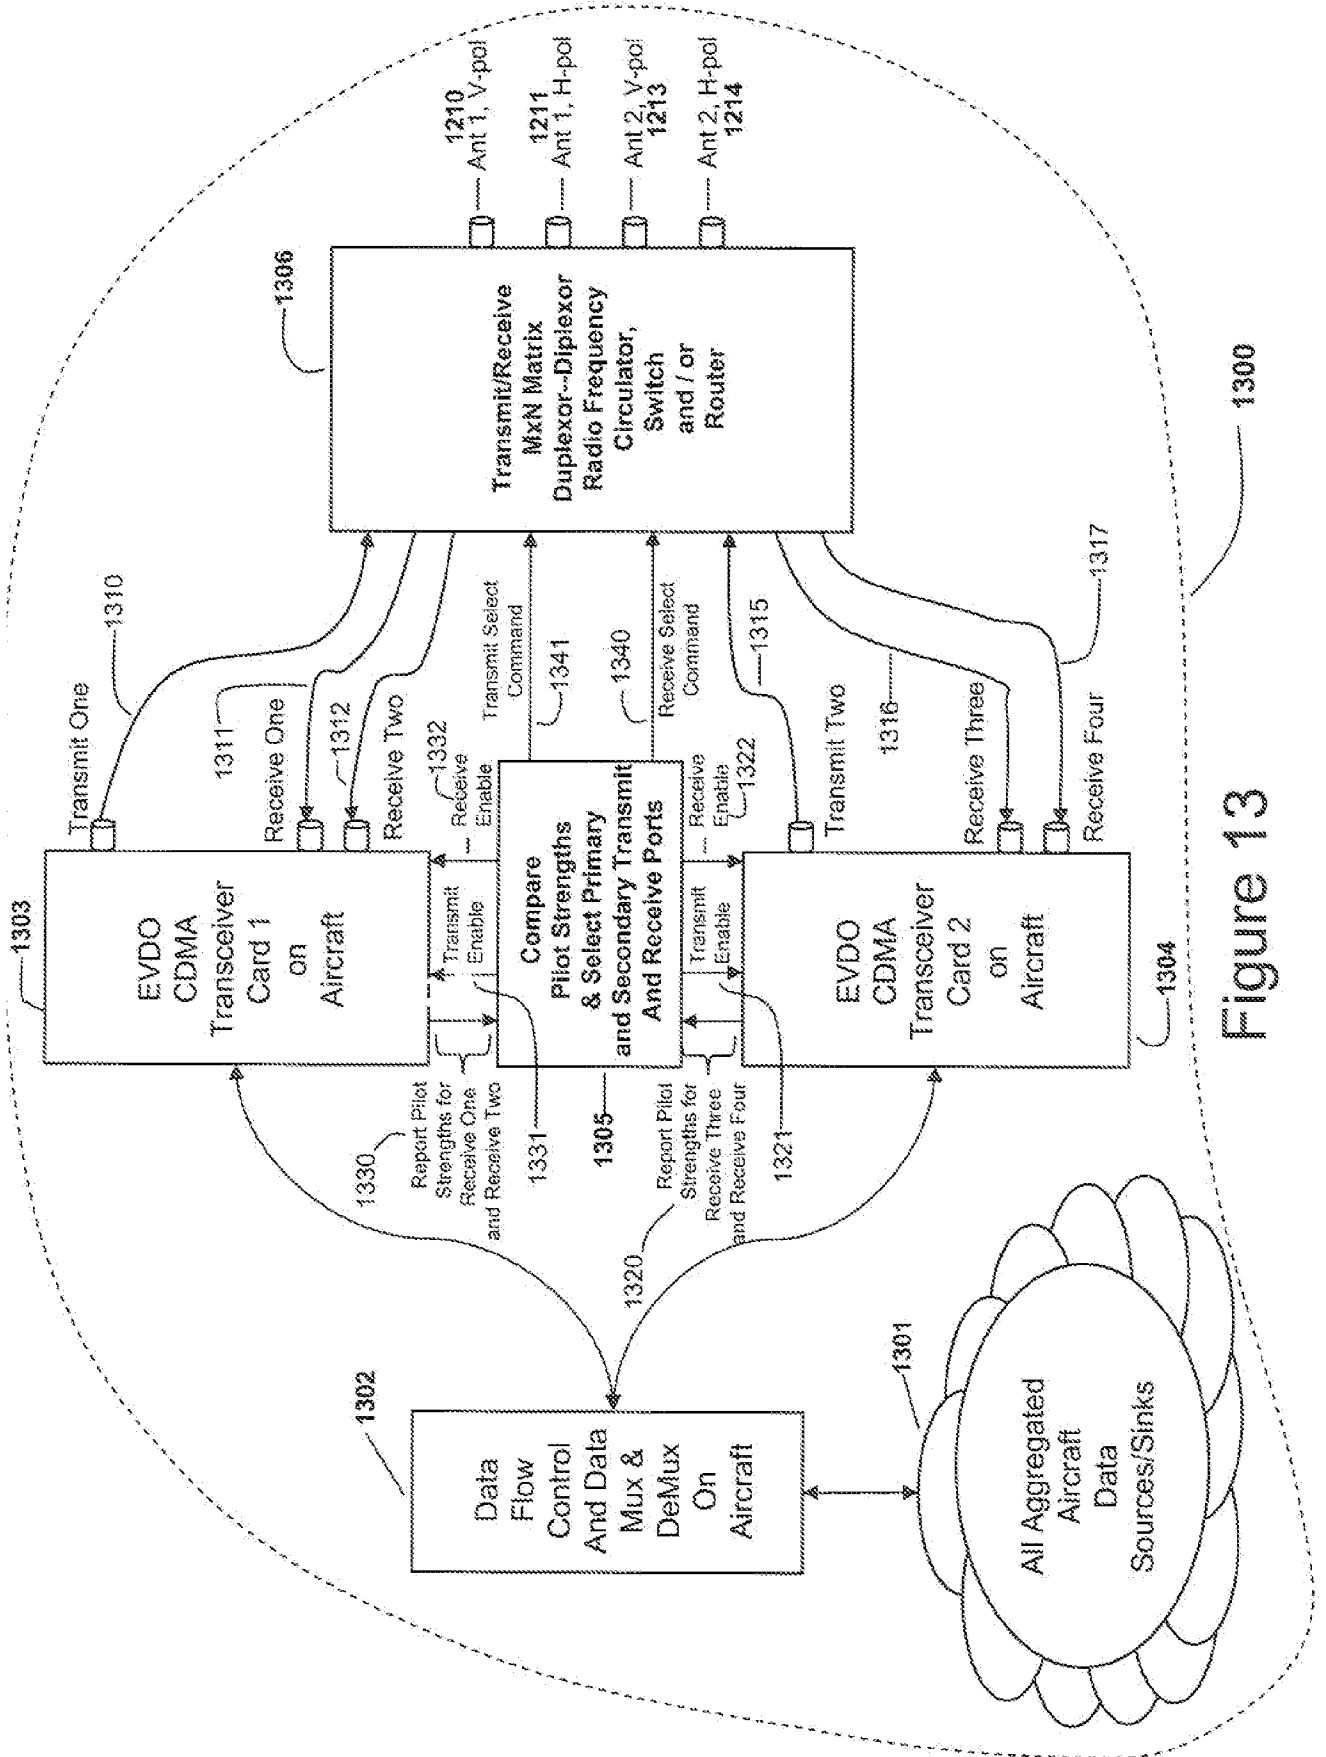 1303
EVDO
CDMA
Transceiver
Card 1
on
Aircraft
Transmit One
1310
1311
Receive One
1312
Receive Two
1306
Transmit/Receive
MxN Matrix
Duplexor--Diplexor
Radio Frequency
Circulator,
Switch
and / or
Router
1210
Ant 1, V-pol
1211
Ant 1, H-pol
Ant 2, V-pol
1213
Ant 2, H-pol
1214
1302
Data
Flow
Control
And Data
Mux &
DeMux
On
Aircraft
1330
Report Pilot
Strengths for
Receive One
and Receive Two
1331
Transmit
Enable
1332
Receive
Enable
Transmit Select
Command
1341
1340
Receive Select
Command
Compare
Pilot Strengths
& Select Primary
and Secondary Transmit
And Receive Ports
1305
1320
Report Pilot
Strengths for
Receive Three
and Receive Four
1321
Transmit
Enable
Receive
Enable
1322
1315
Transmit Two
1316
Receive Three
1317
Receive Four
EVDO
CDMA
Transceiver
Card 2
on
Aircraft
1304
1301
All Aggregated
Aircraft
Data
Sources/Sinks
1300
Figure 13